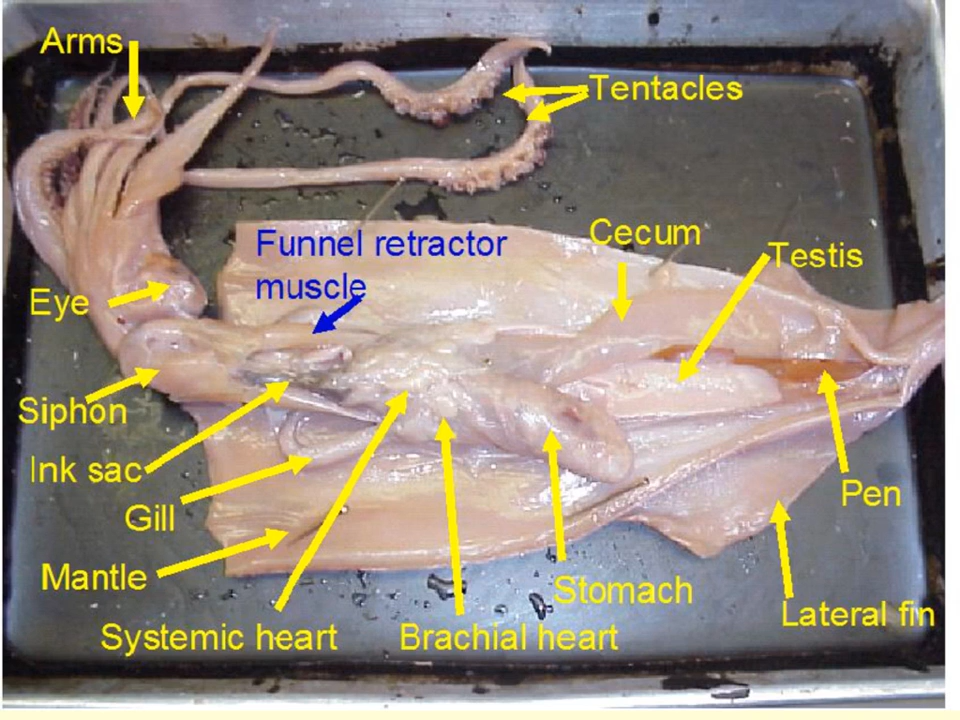 Arms
Tentacles
Funnel retractor
muscle
Cecum
Testis
Eye
Siphon
Ink sac
Gill
Mantle
Pen
Stomach
Lateral fin
Systemic heart
Brachial heart